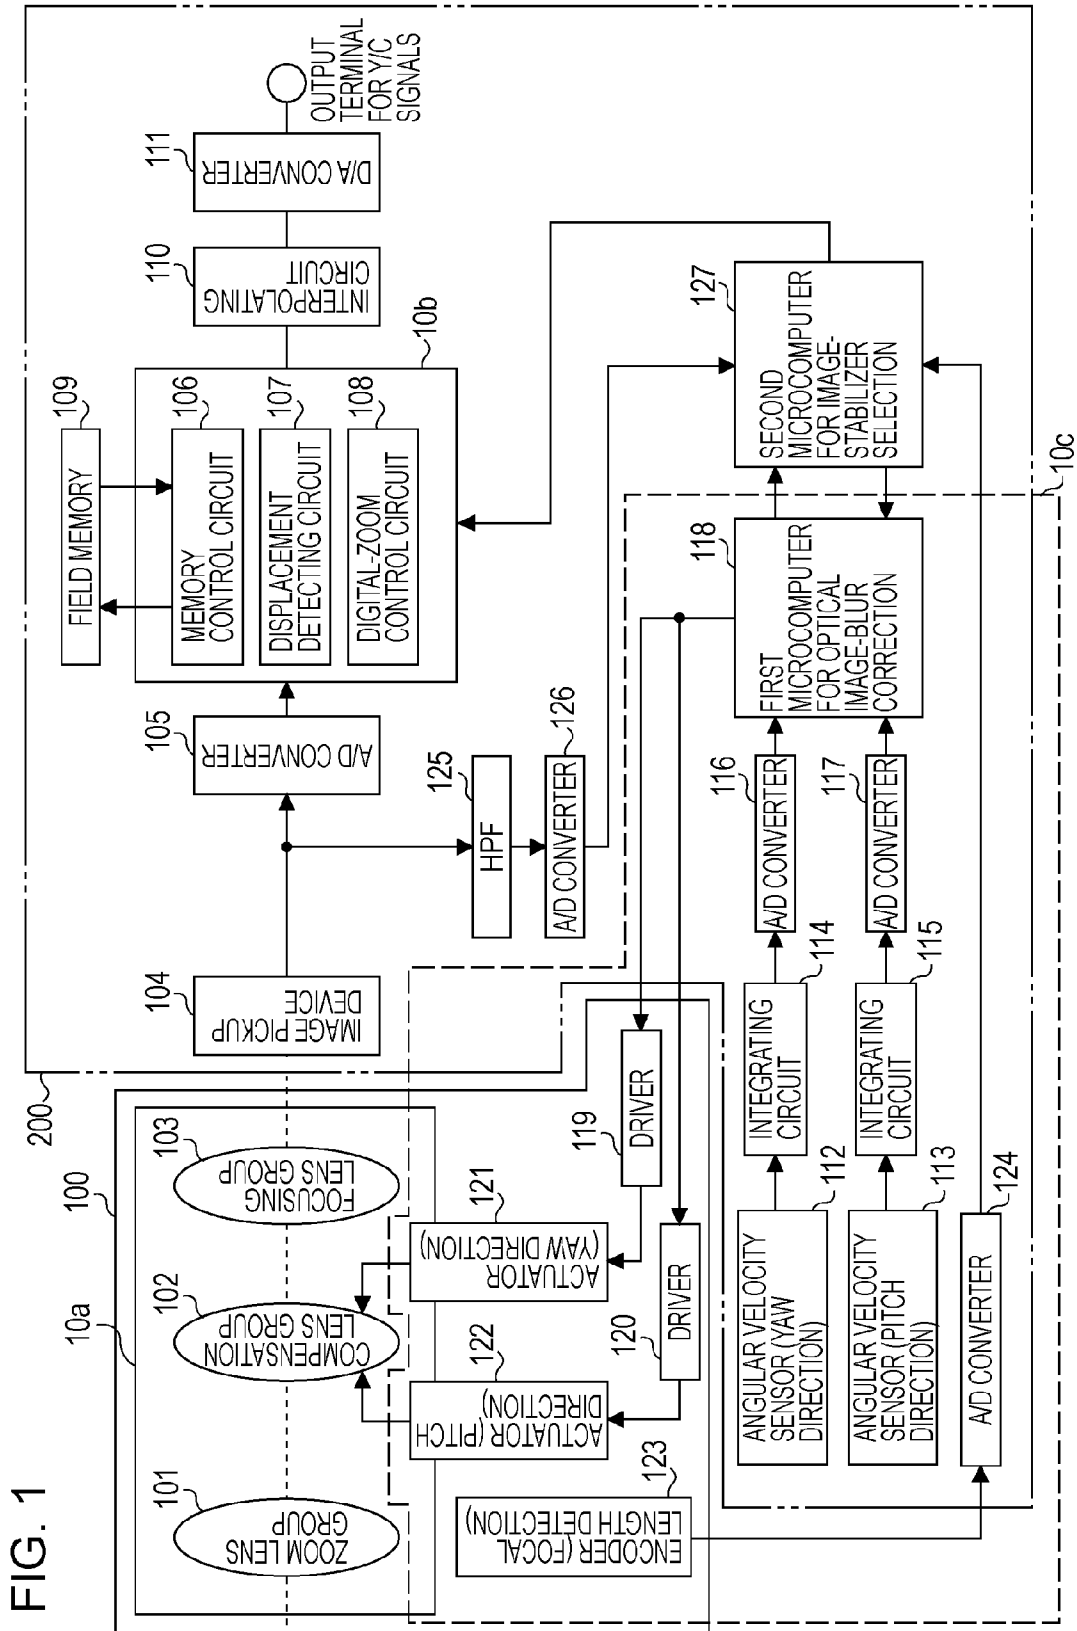 FIG. 1
100
10a
101
ZOOM LENS
GROUP
102
COMPENSATION
LENS GROUP
103
FOCUSING
LENS GROUP
200
104
IMAGE PICKUP
DEVICE
105
A/D CONVERTER
109
FIELD MEMORY
106
MEMORY
CONTROL CIRCUIT
107
DISPLACEMENT
DETECTING CIRCUIT
108
DIGITAL-ZOOM
CONTROL CIRCUIT
10b
110
INTERPOLATING
CIRCUIT
111
D/A CONVERTER
OUTPUT
TERMINAL
FOR Y/C
SIGNALS
122
ACTUATOR (PITCH
DIRECTION)
121
ACTUATOR
(YAW DIRECTION)
125
HPF
126
A/D CONVERTER
123
ENCODER (FOCAL
LENGTH DETECTION)
120
DRIVER
119
DRIVER
112
ANGULAR VELOCITY
SENSOR (YAW
DIRECTION)
114
INTEGRATING
CIRCUIT
116
A/D CONVERTER
118
FIRST
MICROCOMPUTER
FOR OPTICAL
IMAGE-BLUR
CORRECTION
127
SECOND
MICROCOMPUTER
FOR IMAGE-
STABILIZER
SELECTION
113
ANGULAR VELOCITY
SENSOR (PITCH
DIRECTION)
115
INTEGRATING
CIRCUIT
117
A/D CONVERTER
124
A/D CONVERTER
10c